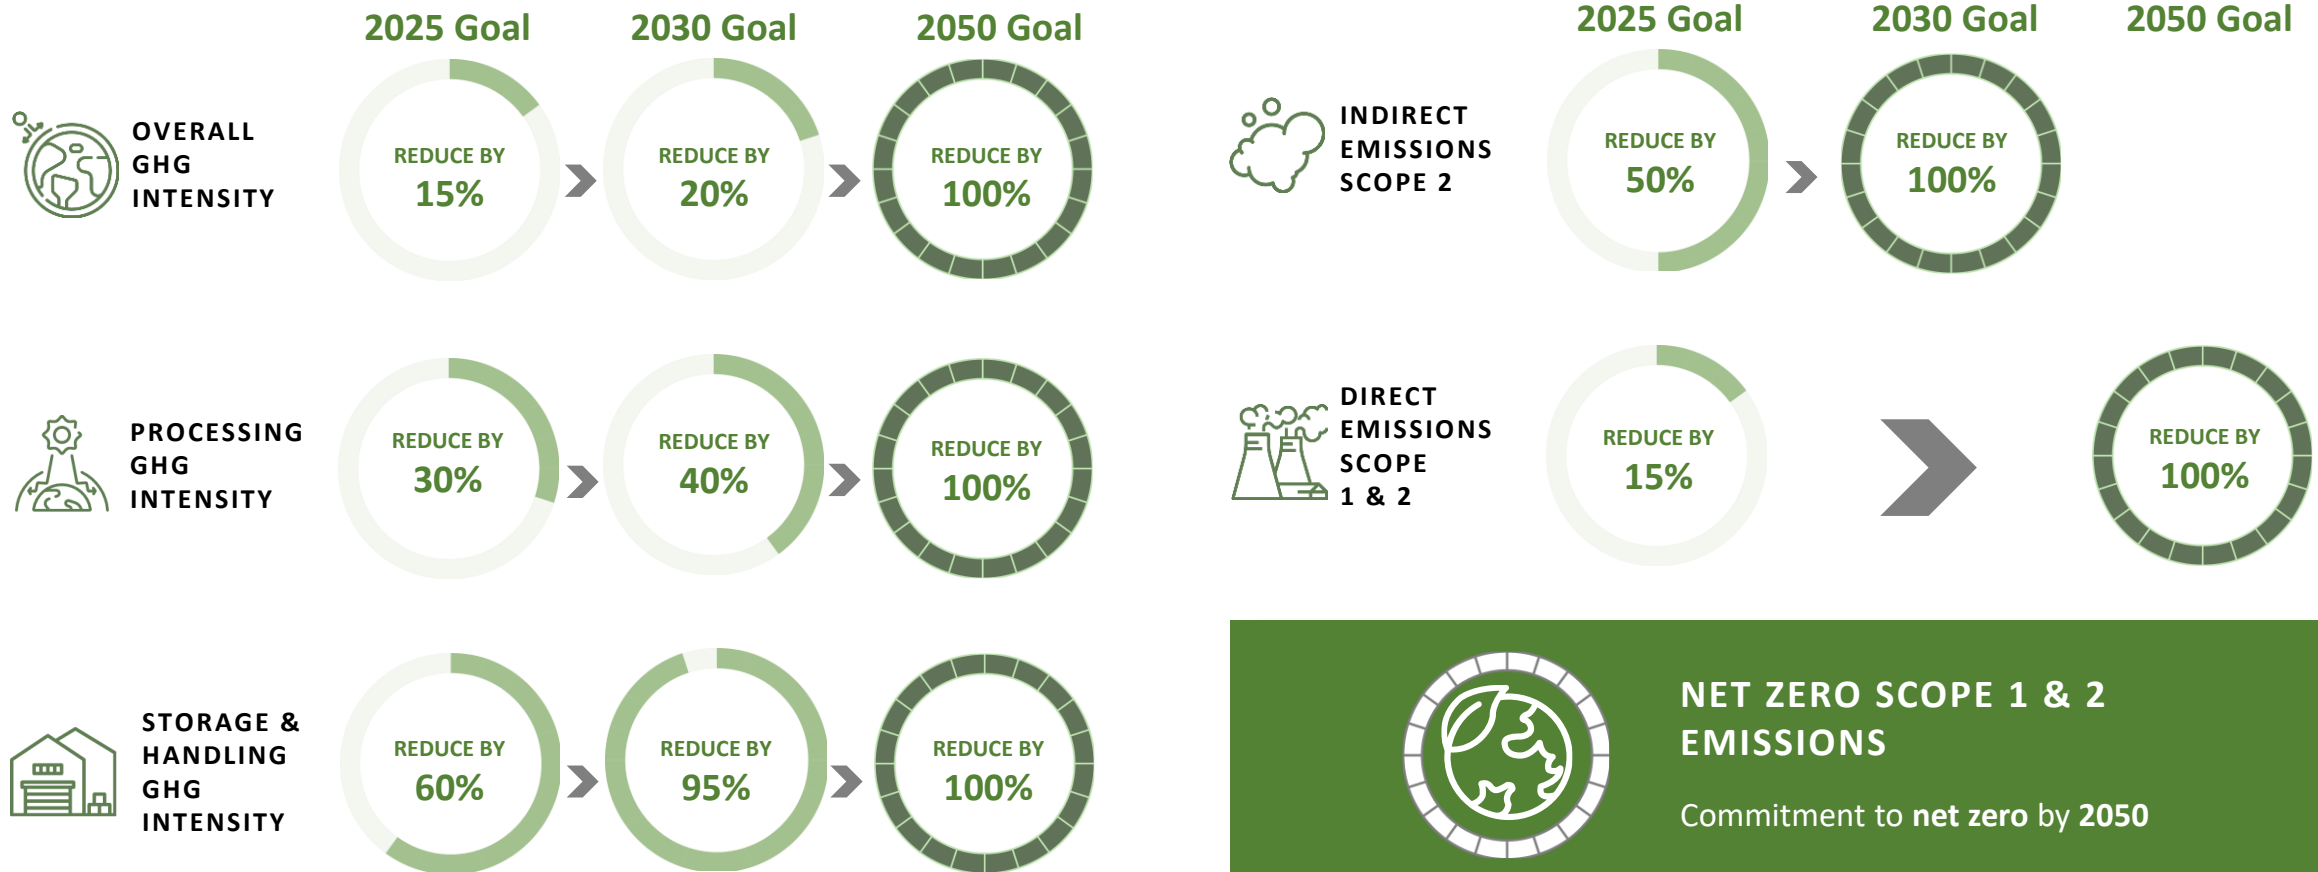 2025 Goal
2030 Goal
2050 Goal
OVERALL
GHG
INTENSITY
REDUCE BY
15%
REDUCE BY
20%
REDUCE BY
100%
PROCESSING
GHG
INTENSITY
REDUCE BY
30%
REDUCE BY
40%
REDUCE BY
100%
STORAGE &
HANDLING
GHG
INTENSITY
REDUCE BY
60%
REDUCE BY
95%
REDUCE BY
100%
2025 Goal
2030 Goal
2050 Goal
INDIRECT
EMISSIONS
SCOPE 2
REDUCE BY
50%
REDUCE BY
100%
DIRECT
EMISSIONS
SCOPE
1 & 2
REDUCE BY
15%
REDUCE BY
100%
NET ZERO SCOPE 1 & 2
EMISSIONS
Commitment to net zero by 2050